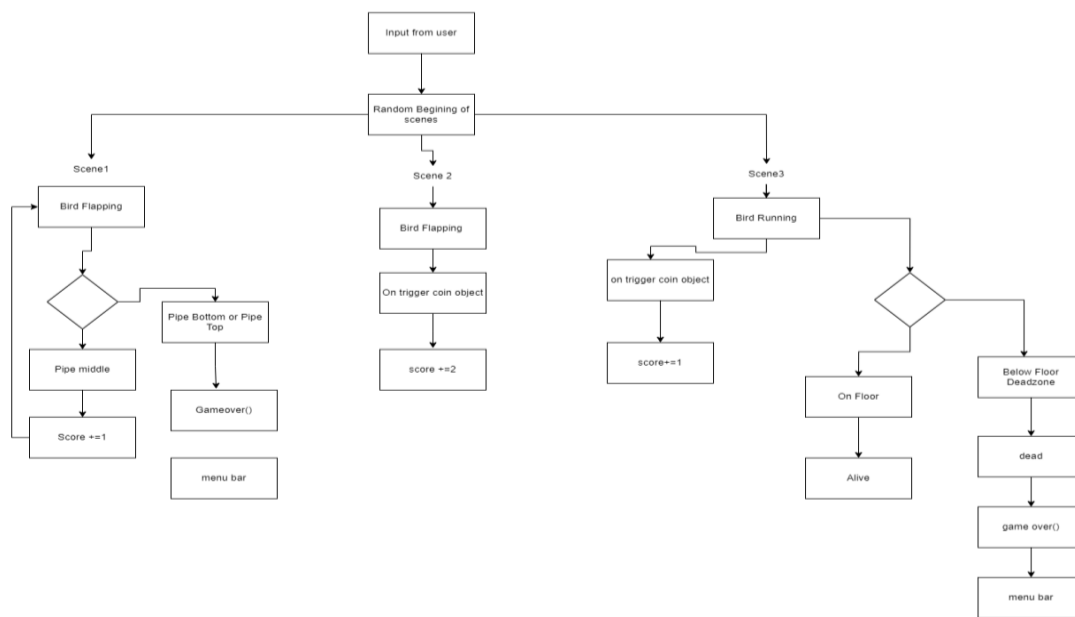 Input from user
Random Begining of
scenes
Scene1
Bird Flapping
Pipe Bottom or Pipe
Top
Pipe middle
Gameover()
Score +=1
menu bar
Scene 2
Bird Flapping
On trigger coin object
score +=2
Scene3
Bird Running
on trigger coin object
score+=1
On Floor
Alive
Below Floor
Deadzone
dead
game over()
menu bar